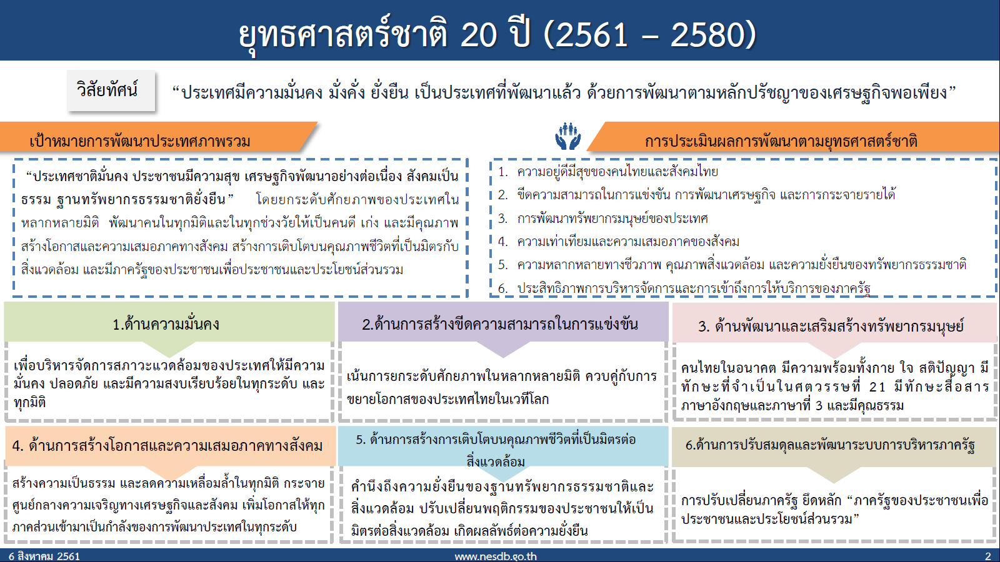 ยุทธศาสตร์ชาติ 20 ปี (2561 – 2580)
วิสัยทัศน์
“ประเทศมีความมั่นคง มั่งคั่ง ยั่งยืน เป็นประเทศที่พัฒนาแล้ว ด้วยการพัฒนาตามหลักปรัชญาของเศรษฐกิจพอเพียง”
เป้าหมายการพัฒนาประเทศภาพรวม
“ประเทศชาติมั่นคง ประชาชนมีความสุข เศรษฐกิจพัฒนาอย่างต่อเนื่อง สังคมเป็น
ธรรม ฐานทรัพยากรธรรมชาติยั่งยืน” โดยยกระดับศักยภาพของประเทศใน
หลากหลายมิติ พัฒนาคนในทุกมิติและในทุกช่วงวัยให้เป็นคนดี เก่ง และมีคุณภาพ
สร้างโอกาสและความเสมอภาคทางสังคม สร้างการเติบโตบนคุณภาพชีวิตที่เป็นมิตรกับ
สิ่งแวดล้อม และมีภาครัฐของประชาชนเพื่อประชาชนและประโยชน์ส่วนรวม
การประเมินผลการพัฒนาตามยุทธศาสตร์ชาติ
1. ความอยู่ดีมีสุขของคนไทยและสังคมไทย
2. ขีดความสามารถในการแข่งขัน การพัฒนาเศรษฐกิจ และการกระจายรายได้
3. การพัฒนาทรัพยากรมนุษย์ของประเทศ
4. ความเท่าเทียมและความเสมอภาคของสังคม
5. ความหลากหลายทางชีวภาพ คุณภาพสิ่งแวดล้อม และความยั่งยืนของทรัพยากรธรรมชาติ
6. ประสิทธิภาพการบริหารจัดการและการเข้าถึงการให้บริการของภาครัฐ
1.ด้านความมั่นคง
เพื่อบริหารจัดการสภาวะแวดล้อมของประเทศให้มีความ
มั่นคง ปลอดภัย และมีความสงบเรียบร้อยในทุกระดับ และ
ทุกมิติ
2.ด้านการสร้างขีดความสามารถในการแข่งขัน
เน้นการยกระดับศักยภาพในหลากหลายมิติ ควบคู่กับการ
ขยายโอกาสของประเทศไทยในเวทีโลก
3. ด้านพัฒนาและเสริมสร้างทรัพยากรมนุษย์
คนไทยในอนาคต มีความพร้อมทั้งกาย ใจ สติปัญญา มี
ทักษะที่จำเป็นในศตวรรษที่ 21 มีทักษะสื่อสาร
ภาษาอังกฤษและภาษาที่ 3 และมีคุณธรรม
4. ด้านการสร้างโอกาสและความเสมอภาคทางสังคม
สร้างความเป็นธรรม และลดความเหลื่อมล้ำในทุกมิติ กระจาย
ศูนย์กลางความเจริญทางเศรษฐกิจและสังคม เพิ่มโอกาสให้ทุก
ภาคส่วนเข้ามาเป็นกำลังของการพัฒนาประเทศในทุกระดับ
5. ด้านการสร้างการเติบโตบนคุณภาพชีวิตที่เป็นมิตรต่อ
สิ่งแวดล้อม
คำนึงถึงความยั่งยืนของฐานทรัพยากรธรรมชาติและ
สิ่งแวดล้อม ปรับเปลี่ยนพฤติกรรมของประชาชนให้เป็น
มิตรต่อสิ่งแวดล้อม เกิดผลลัพธ์ต่อความยั่งยืน
6.ด้านการปรับสมดุลและพัฒนาระบบการบริหารภาครัฐ
การปรับเปลี่ยนภาครัฐ ยึดหลัก “ภาครัฐของประชาชนเพื่อ
ประชาชนและประโยชน์ส่วนรวม”
6 สิงหาคม 2561
www.nesdb.go.th
2